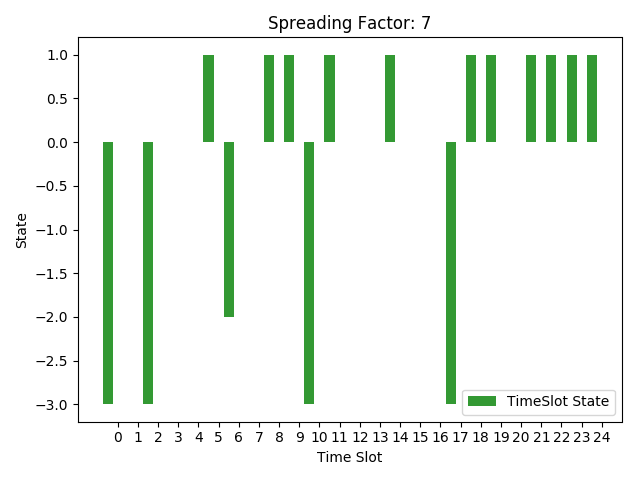 Spreading Factor: 7
1.0
0.5
0.0
−0.5
−1.0
−1.5
−2.0
−2.5
−3.0
State
TimeSlot State
0 1 2 3 4 5 6 7 8 9 10 11 12 13 14 15 16 17 18 19 20 21 22 23 24
Time Slot